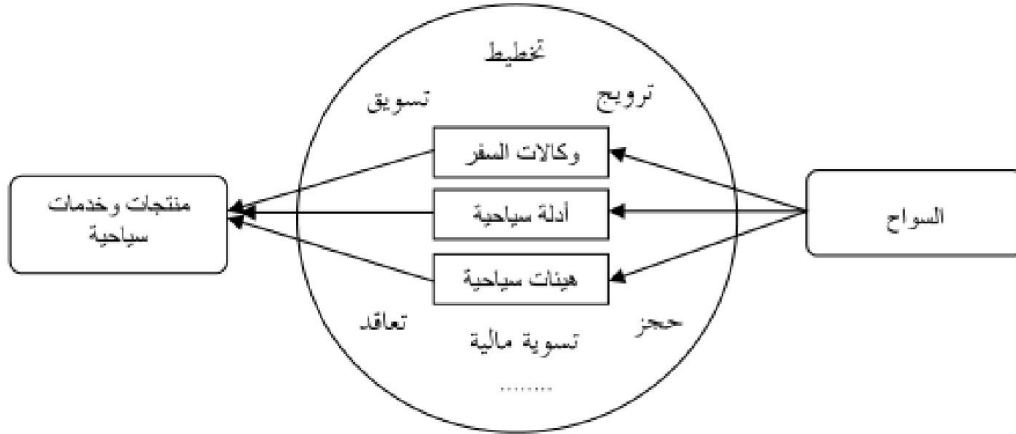 تخطيط
ترويج
تسويق
وكالات السفر
السواح
أدلة سياحية
منتجات وخدمات
سياحية
هيئات سياحية
حجز
تعاقد
تسوية مالية
........